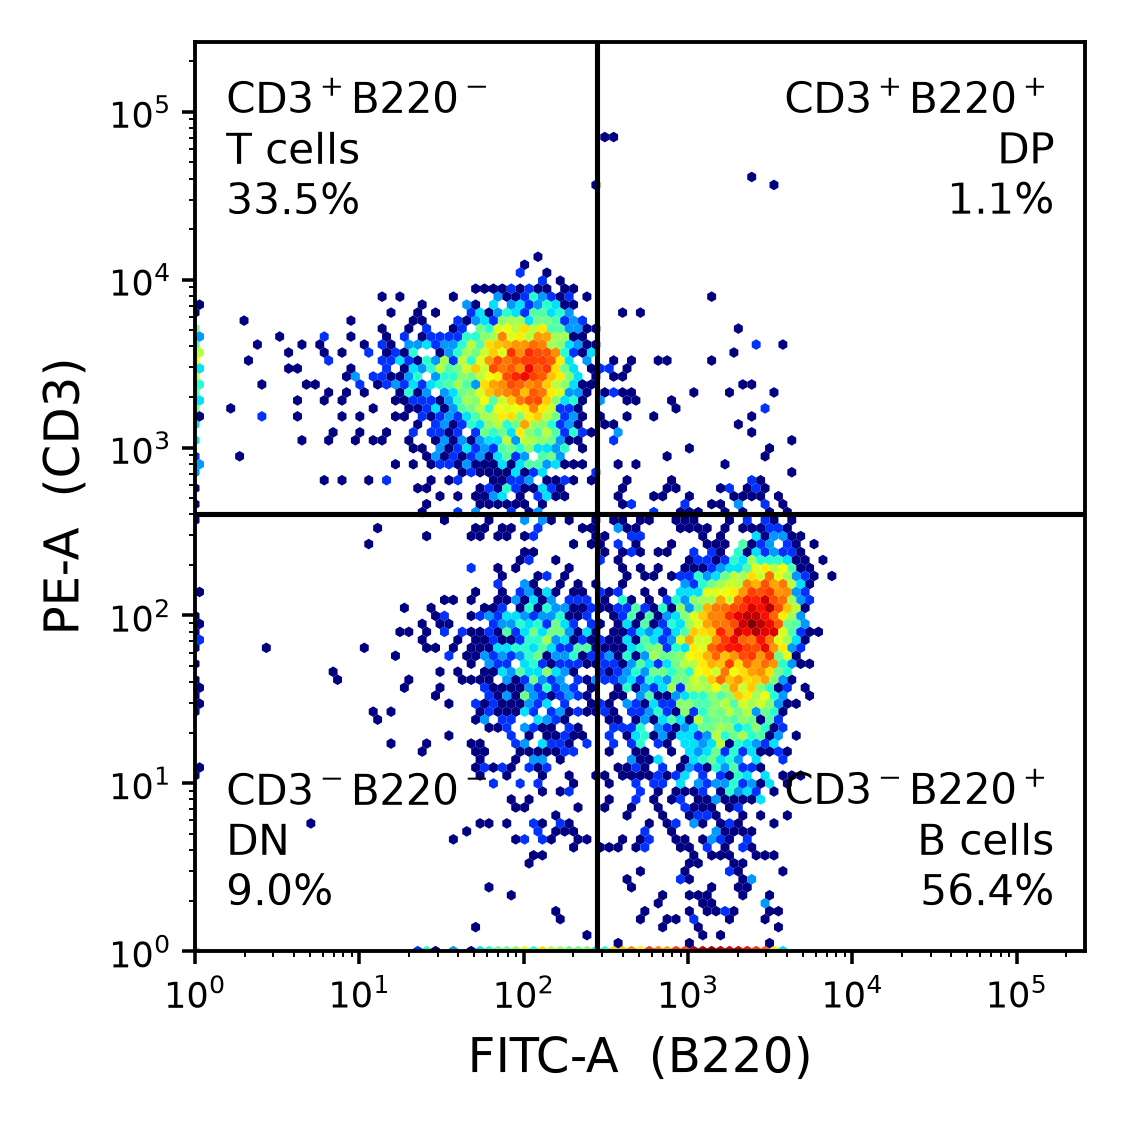 CD3⁺B220⁻
T cells
33.5%
CD3⁺B220⁺
DP
1.1%
CD3⁻B220⁻
DN
9.0%
CD3⁻B220⁺
B cells
56.4%
10⁵
10⁴
10³
10²
10¹
10⁰
10⁰ 10¹ 10² 10³ 10⁴ 10⁵
PE-A (CD3)
FITC-A (B220)